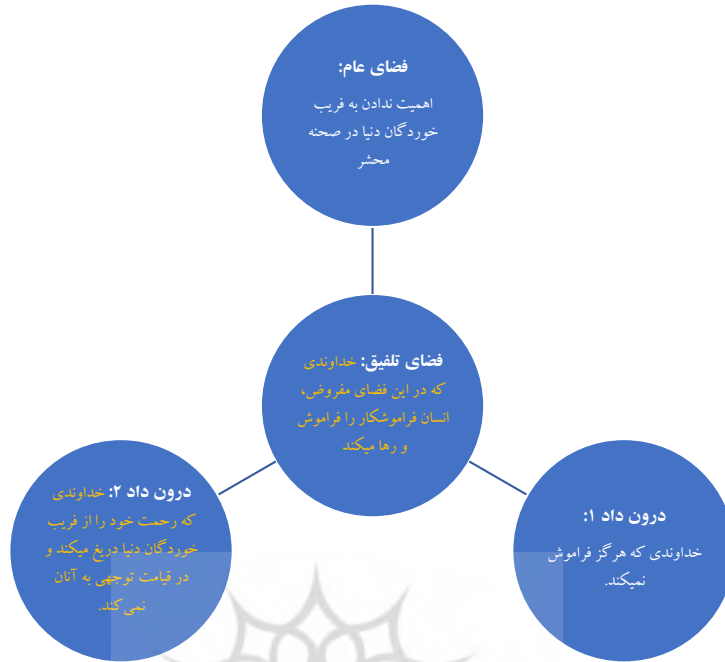 فضای عام:
اهمیت ندادن به فریب
خوردگان دنیا در صحنه
محشر
فضای تلفیق: خداوندی
که در این فضای مفروض،
انسان فراموشکار را فراموش
و رها میکند
درون داد ۱:
خداوندی که هرگز فراموش
نمیکند.
درون داد ۲: خداوندی
که رحمت خود را از فریب
خوردگان دنیا دریغ میکند و
در قیامت توجهی به آنان
نمی‌کند.